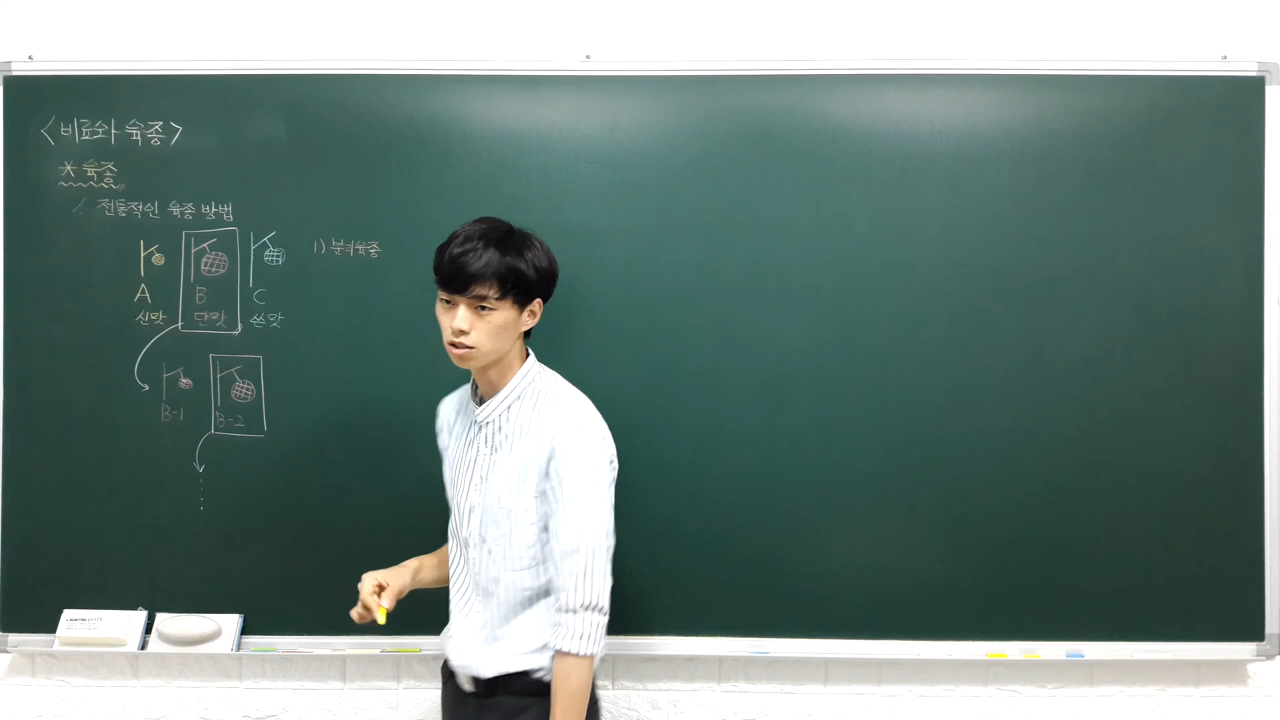 <비료와 육종>
* 육종
전통적인 육종 방법
A B C
신맛 단맛 쓴맛
B-1 B-2
1) 분리육종